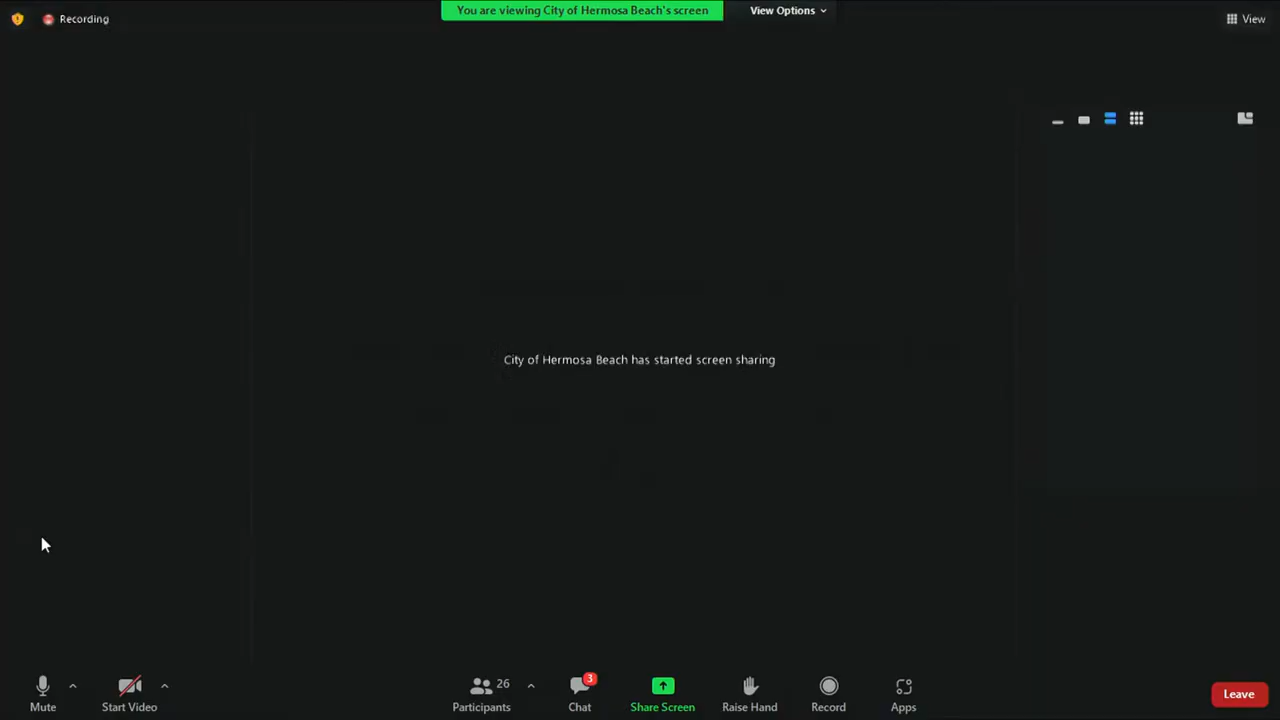 Recording
You are viewing City of Hermosa Beach's screen
View Options
View
City of Hermosa Beach has started screen sharing
Mute
Start Video
26
Participants
3
Chat
Share Screen
Raise Hand
Record
Apps
Leave